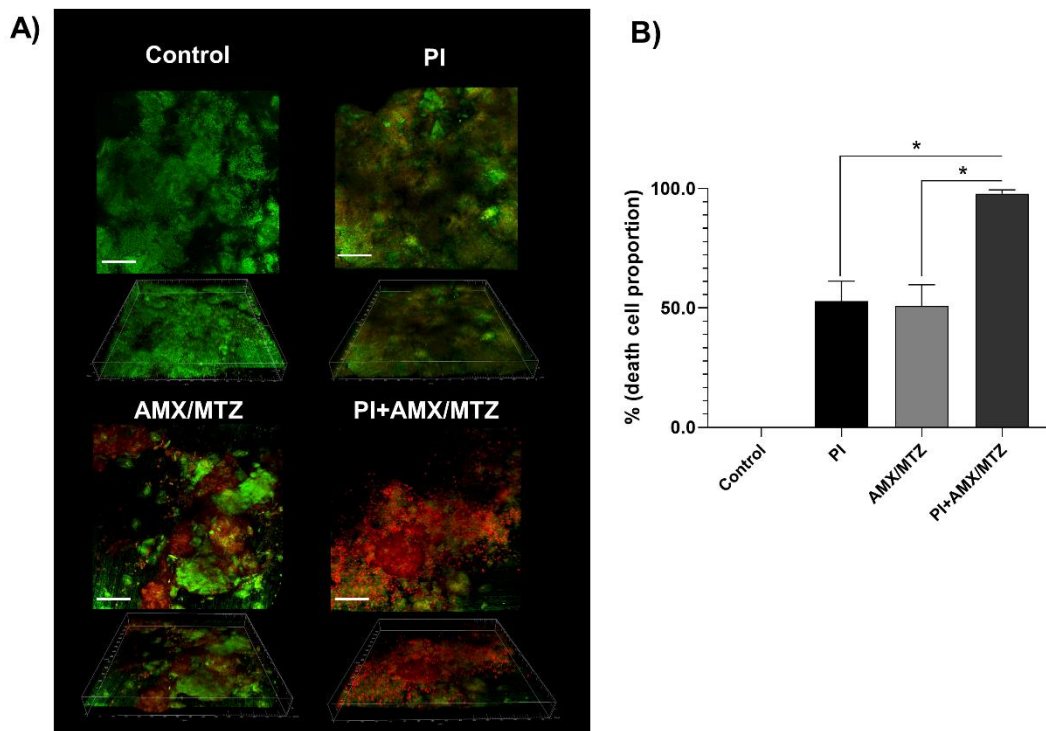 A)
Control
PI
AMX/MTZ
PI+AMX/MTZ
B)
*
*
% (death cell proportion)
100.0
50.0
0.0
Control
PI
AMX/MTZ
PI+AMX/MTZ